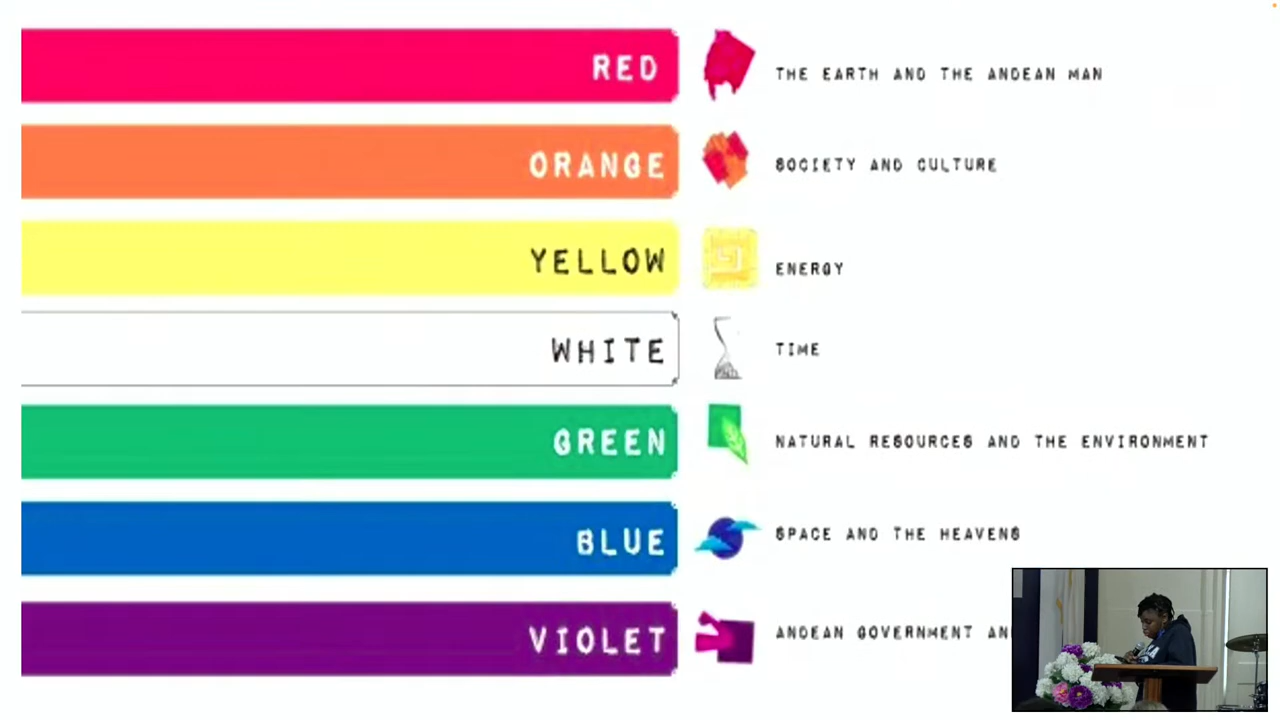 RED
THE EARTH AND THE ANDEAN MAN
ORANGE
SOCIETY AND CULTURE
YELLOW
ENERGY
WHITE
TIME
GREEN
NATURAL RESOURCES AND THE ENVIRONMENT
BLUE
SPACE AND THE HEAVENS
VIOLET
ANDEAN GOVERNMENT